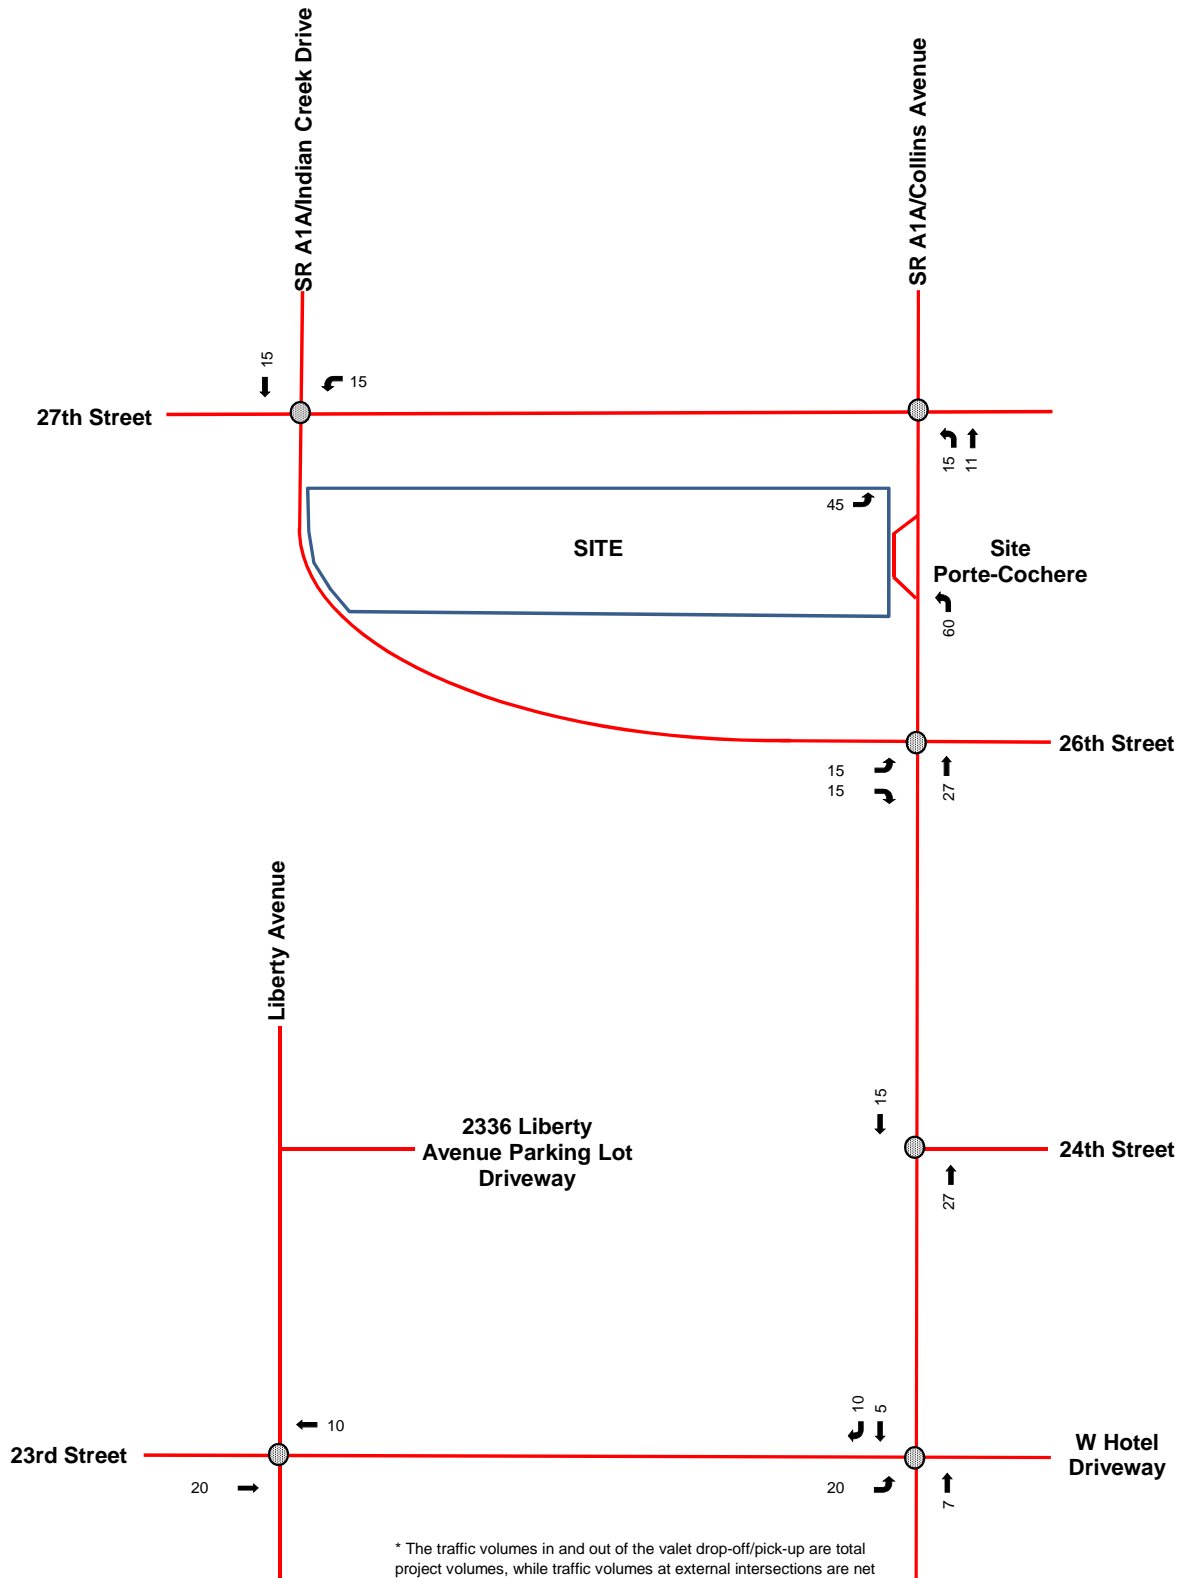 SR A1A/Indian Creek Drive
SR A1A/Collins Avenue
15
15
27th Street
15
11
45
SITE
Site
Porte-Cochere
60
26th Street
15
15
27
Liberty Avenue
15
2336 Liberty
Avenue Parking Lot
Driveway
24th Street
27
10
5
10
23rd Street
W Hotel
Driveway
20
20
7
* The traffic volumes in and out of the valet drop-off/pick-up are total
project volumes, while traffic volumes at external intersections are net